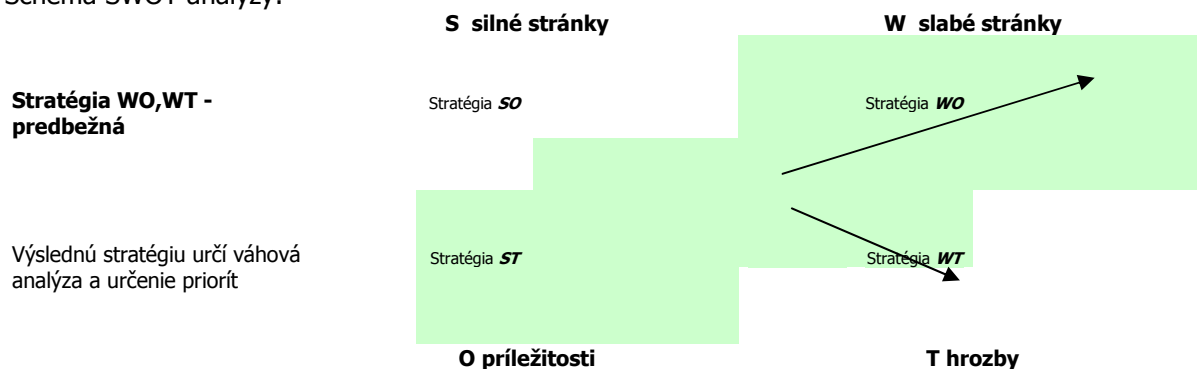 Schéma SWOT analýzy:
S silné stránky
W slabé stránky
Stratégia WO,WT -
predbežná
Stratégia SO
Stratégia WO
Výslednú stratégiu určí váhová
analýza a určenie priorít
Stratégia ST
Stratégia WT
O príležitosti
T hrozby